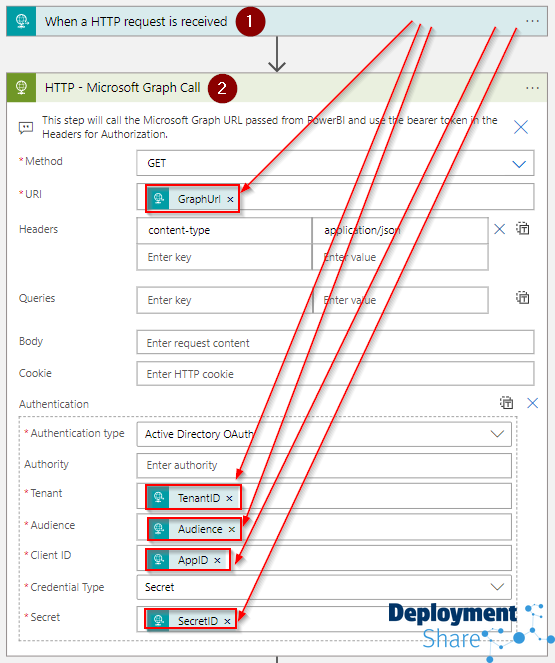 When a HTTP request is received 1
HTTP - Microsoft Graph Call 2
This step will call the Microsoft Graph URL passed from PowerBI and use the bearer token in the
Headers for Authorization.
* Method GET
* URI GraphUrl ×
Headers content-type application/json
Enter key Enter value
Queries Enter key Enter value
Body Enter request content
Cookie Enter HTTP cookie
Authentication
* Authentication type Active Directory OAuth
Authority Enter authority
* Tenant TenantID ×
* Audience Audience ×
* Client ID AppID ×
* Credential Type Secret
* Secret SecretID ×
Deployment
Share